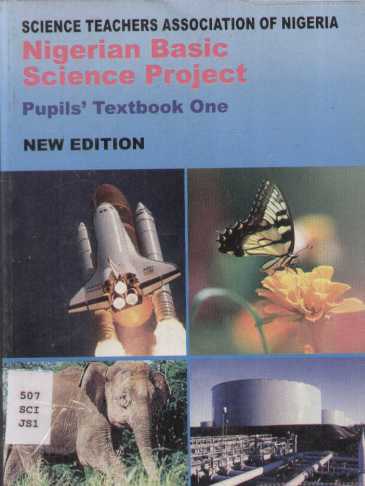 SCIENCE TEACHERS ASSOCIATION OF NIGERIA
Nigerian Basic
Science Project
Pupils' Textbook One
NEW EDITION
507
SCI
JS1